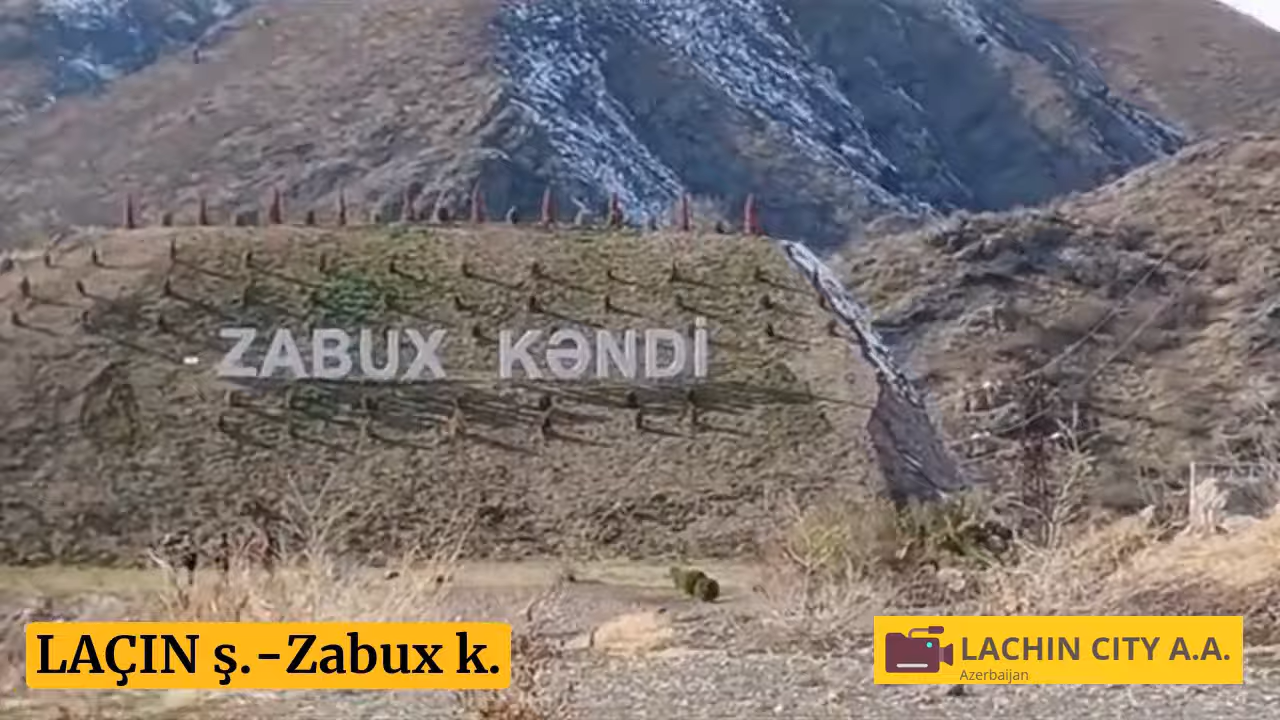 ZABUX KƏNDİ
LAÇIN ş.-Zabux k.
LACHIN CITY A.A.
Azerbaijan